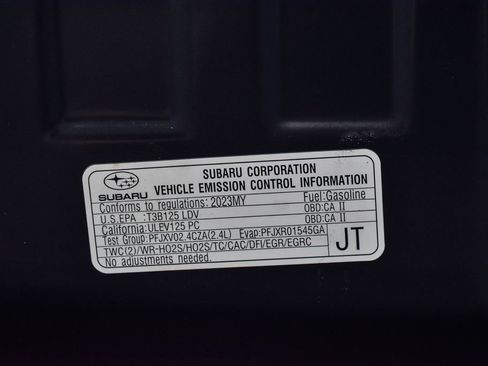 SUBARU CORPORATION
SUBARU VEHICLE EMISSION CONTROL INFORMATION
Conforms to regulations: 2023MY Fuel:Gasoline
U.S.EPA :T3B125 LDV OBD:CA II
California: ULEV125 PC OBD:CA II
Test Group:PFJXV02.4CZA(2.4L) Evap:PFJXR01545GA
TWC(2)/WR-HO2S/HO2S/TC/CAC/DFI/EGR/EGRC
No adjustments needed.
JT